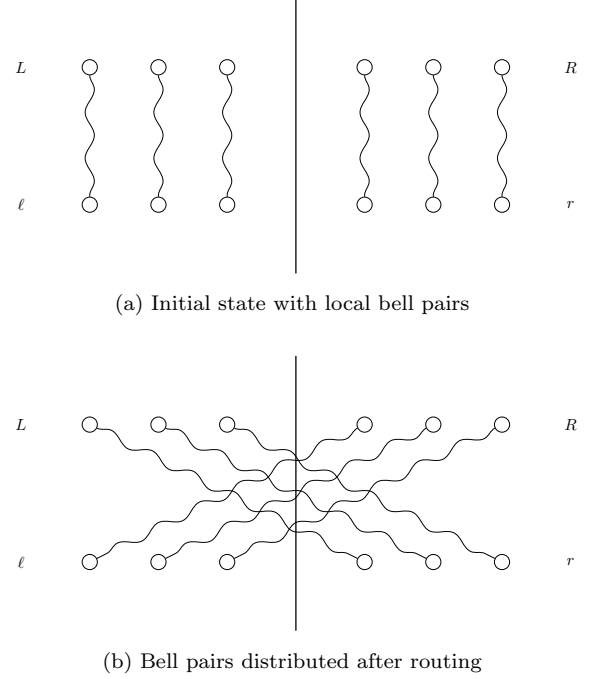 L R
ℓ r
(a) Initial state with local bell pairs
L R
ℓ r
(b) Bell pairs distributed after routing